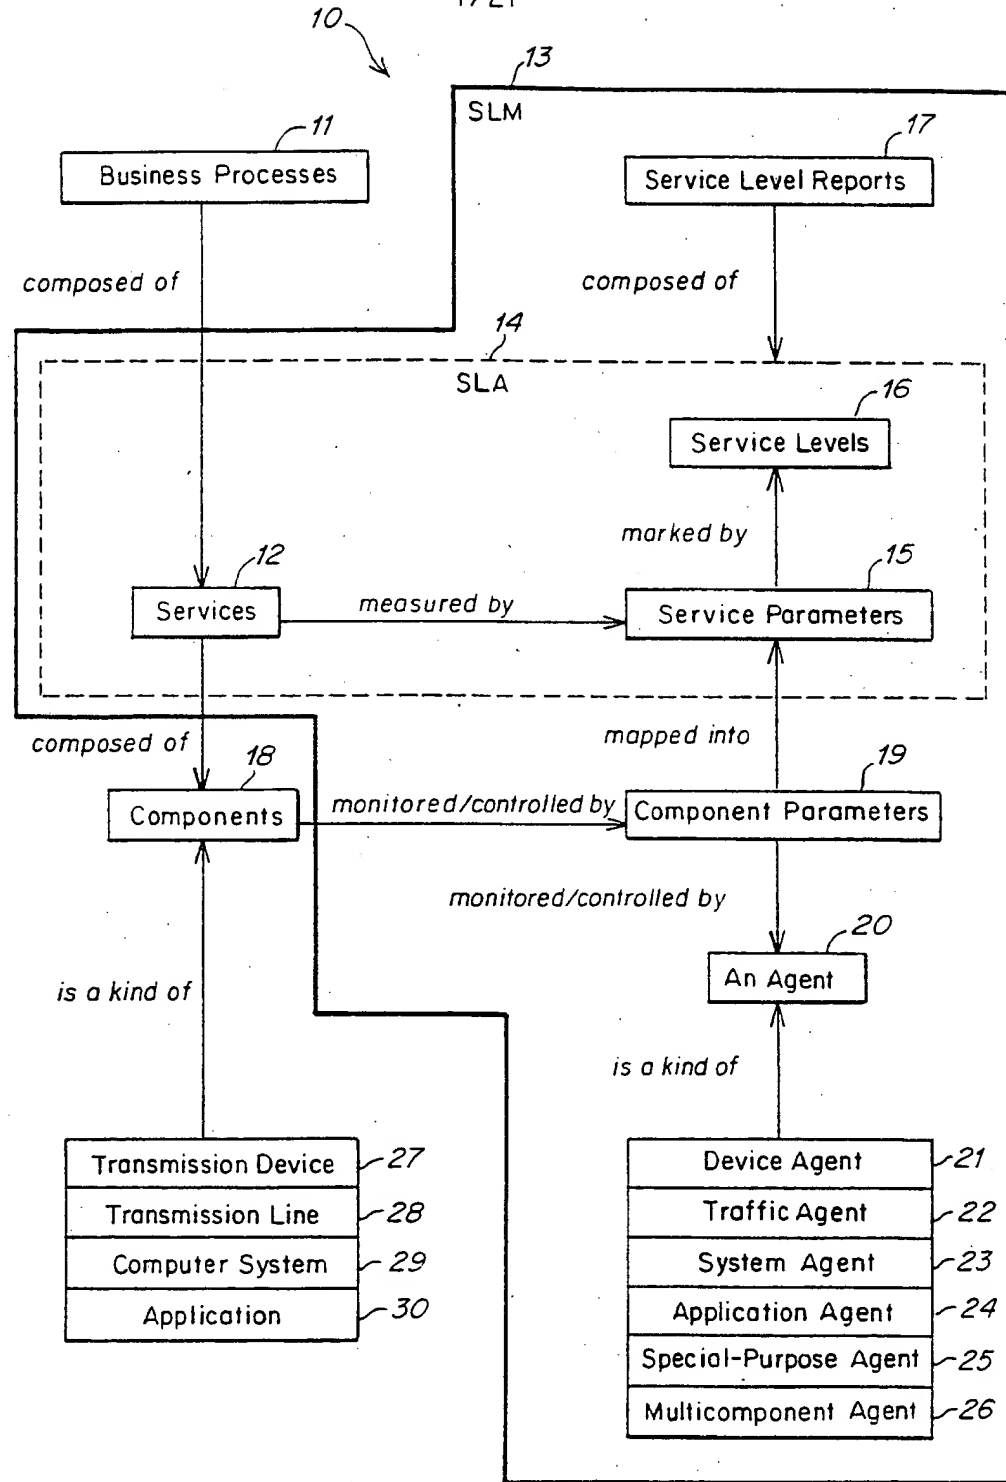 1/21
10
13
SLM
11
Business Processes
17
Service Level Reports
composed of
composed of
14
SLA
16
Service Levels
marked by
12
Services
measured by
15
Service Parameters
composed of
mapped into
18
Components
monitored/controlled by
19
Component Parameters
monitored/controlled by
20
An Agent
is a kind of
is a kind of
Transmission Device 27
Transmission Line 28
Computer System 29
Application 30
Device Agent 21
Traffic Agent 22
System Agent 23
Application Agent 24
Special-Purpose Agent 25
Multicomponent Agent 26